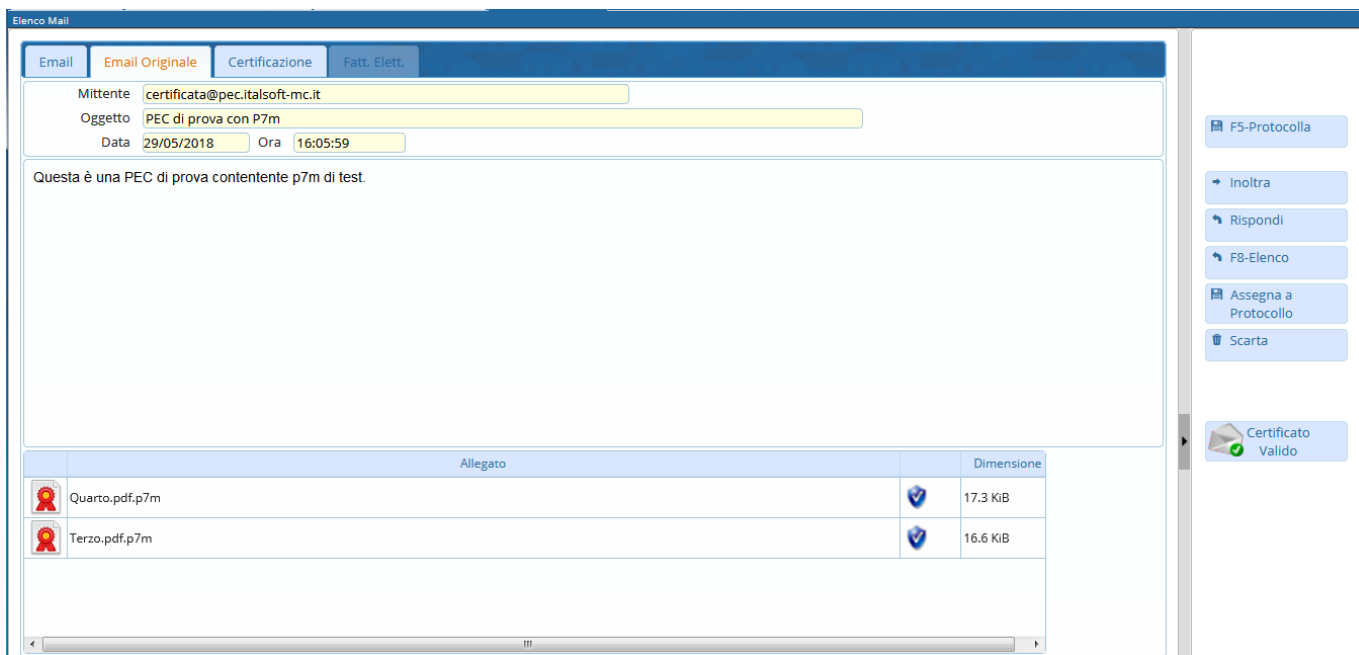 Elenco Mail
Email Email Originale Certificazione Fatt. Elett.
Mittente certificata@pec.italsoft-mc.it
Oggetto PEC di prova con P7m
Data 29/05/2018 Ora 16:05:59
Questa è una PEC di prova contentente p7m di test.
Allegato Dimensione
Quarto.pdf.p7m 17.3 KiB
Terzo.pdf.p7m 16.6 KiB
F5-Protocolla
Inoltra
Rispondi
F8-Elenco
Assegna a
Protocollo
Scarta
Certificato
Valido